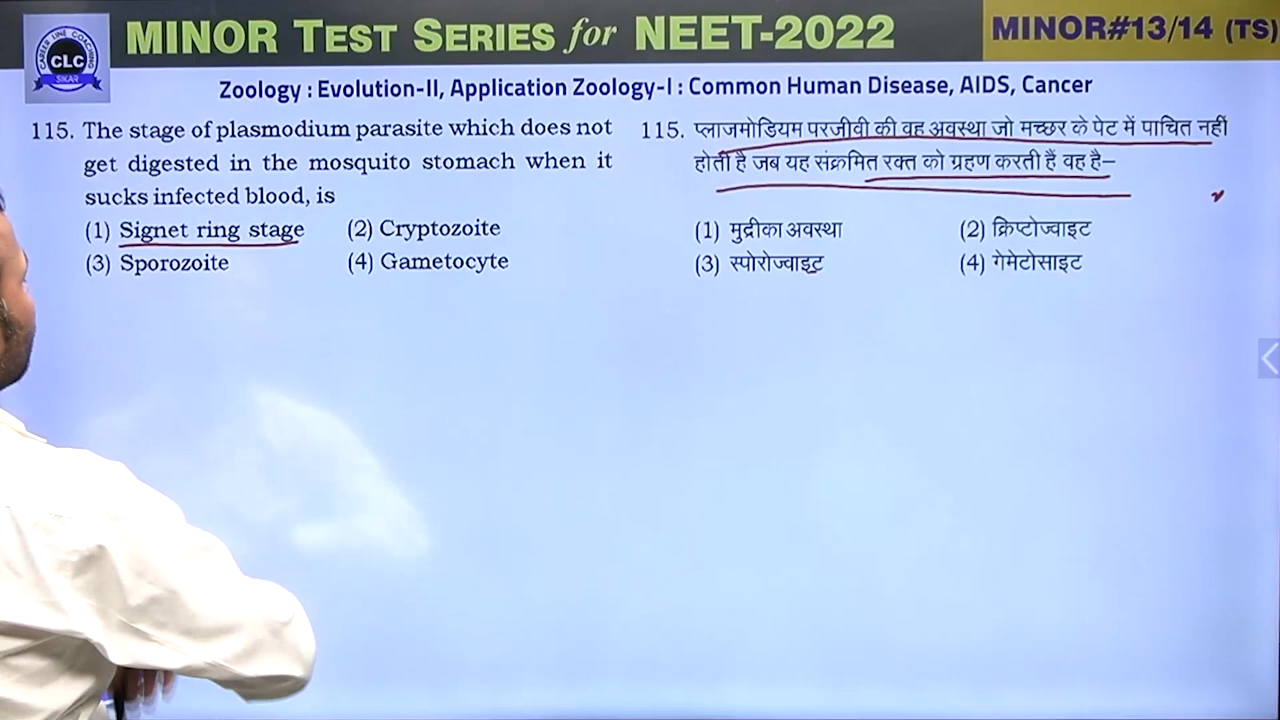 CAREER LINE COACHING
CLC
SIKAR
MINOR TEST SERIES for NEET-2022
MINOR#13/14 (TS)
Zoology : Evolution-II, Application Zoology-I : Common Human Disease, AIDS, Cancer
115. The stage of plasmodium parasite which does not
get digested in the mosquito stomach when it
sucks infected blood, is
(1) Signet ring stage (2) Cryptozoite
(3) Sporozoite (4) Gametocyte
115. प्लाजमोडियम परजीवी की वह अवस्था जो मच्छर के पेट में पाचित नहीं
होती है जब यह संक्रमित रक्त को ग्रहण करती हैं वह है–
(1) मुद्रीका अवस्था (2) क्रिप्टोज्वाइट
(3) स्पोरोज्वाइट (4) गेमेटोसाइट